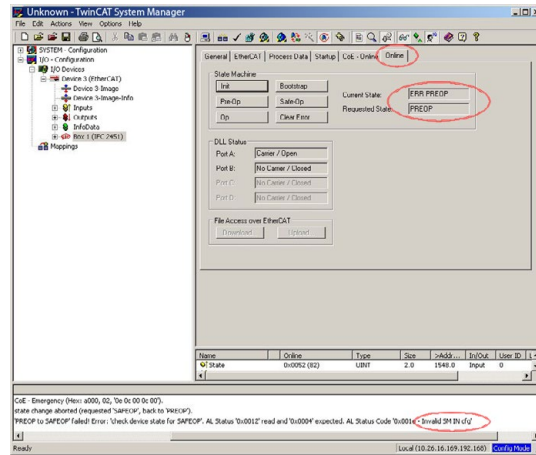 Unknown - TwinCAT System Manager
File Edit Actions View Options Help
SYSTEM - Configuration
I/O - Configuration
I/O Devices
Device 3 (EtherCAT)
Device 3-Image
Device 3-Image-Info
Inputs
Outputs
InfoData
Box 1 (IFC 2451)
Mappings
General EtherCAT Process Data Startup CoE - Online Online
State Machine
Init Bootstrap
Pre-Op Safe-Op
Op Clear Error
Current State: ERR PREOP
Requested State: PREOP
DLL Status
Port A: Carrier / Open
Port B: No Carrier / Closed
Port C: No Carrier / Closed
Port D: No Carrier / Closed
File Access over EtherCAT
Download... Upload...
Name Online Type Size >Addr... In/Out User ID
State 0x0052 (82) UINT 2.0 1548.0 Input 0
CoE - Emergency (Hex: a000, 02, '0e 0c 00 0c 00').
state change aborted (requested 'SAFEOP', back to 'PREOP').
'PREOP to SAFEOP' failed! Error: 'check device state for SAFEOP'. AL Status '0x0012' read and '0x0004' expected. AL Status Code '0x001e - Invalid SM IN cfg'
Ready Local (10.26.16.169.192.168) Config Mode